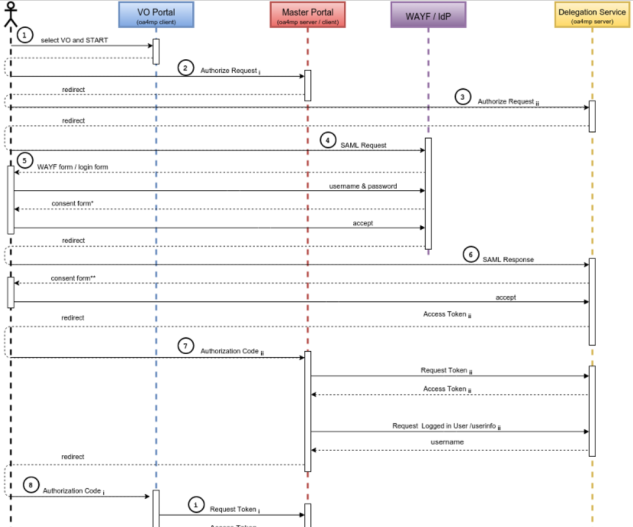 VO Portal
(oa4mp client)
Master Portal
(oa4mp server / client)
WAYF / IdP
Delegation Service
(oa4mp server)
1
select VO and START
2
Authorize Request i
redirect
3
Authorize Request ii
redirect
4
SAML Request
5
WAYF form / login form
username & password
consent form*
accept
redirect
6
SAML Response
consent form**
accept
redirect
Access Token ii
7
Authorization Code ii
Request Token ii
Access Token ii
Request Logged in User /userinfo ii
username
redirect
8
Authorization Code i
1
Request Token i
Access Token